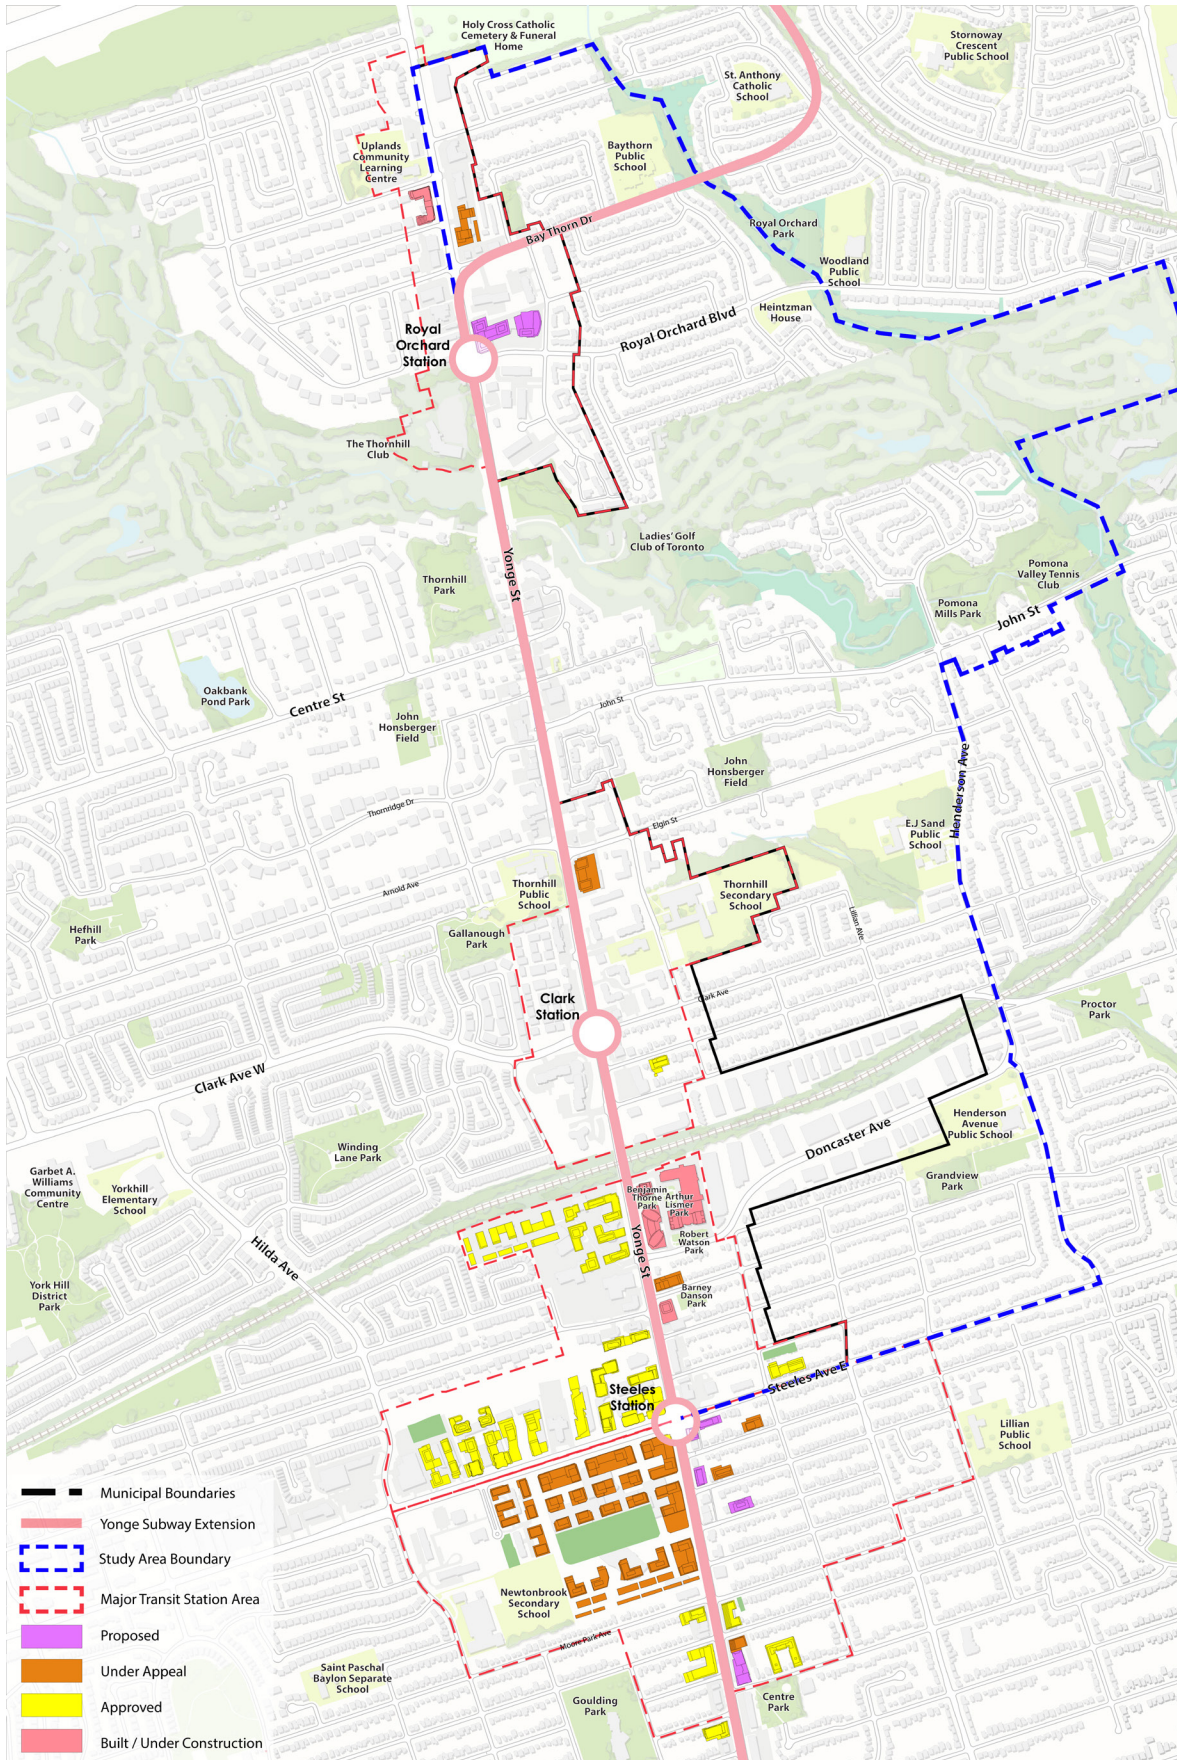 Holy Cross Catholic
Cemetery & Funeral
Home
Stornoway
Crescent
Public School
St. Anthony
Catholic
School
Uplands
Community
Learning
Centre
Baythorn
Public
School
Bay Thorn Dr
Royal Orchard
Park
Woodland
Public
School
Heintzman
House
Royal Orchard Blvd
Royal
Orchard
Station
The Thornhill
Club
Ladies' Golf
Club of Toronto
Yonge St
Thornhill
Park
Pomona
Valley Tennis
Club
Pomona
Mills Park
John St
Oakbank
Pond Park
Centre St
John
Honsberger
Field
John St
John
Honsberger
Field
Henderson Ave
Thornridge Dr
Elgin St
E.J Sand
Public
School
Arnold Ave
Thornhill
Public
School
Thornhill
Secondary
School
Lillian Ave
Hefhill
Park
Gallanough
Park
Clark
Station
Clark Ave
Proctor
Park
Clark Ave W
Doncaster Ave
Henderson
Avenue
Public School
Winding
Lane Park
Grandview
Park
Garbet A.
Williams
Community
Centre
Yorkhill
Elementary
School
Benjamin
Thorne
Park
Arthur
Lismer
Park
Robert
Watson
Park
Yonge St
Hilda Ave
York Hill
District
Park
Barney
Danson
Park
Steeles Ave E
Steeles
Station
Lillian
Public
School
Newtonbrook
Secondary
School
Moore Park Ave
Saint Paschal
Baylon Separate
School
Goulding
Park
Centre
Park
Municipal Boundaries
Yonge Subway Extension
Study Area Boundary
Major Transit Station Area
Proposed
Under Appeal
Approved
Built / Under Construction